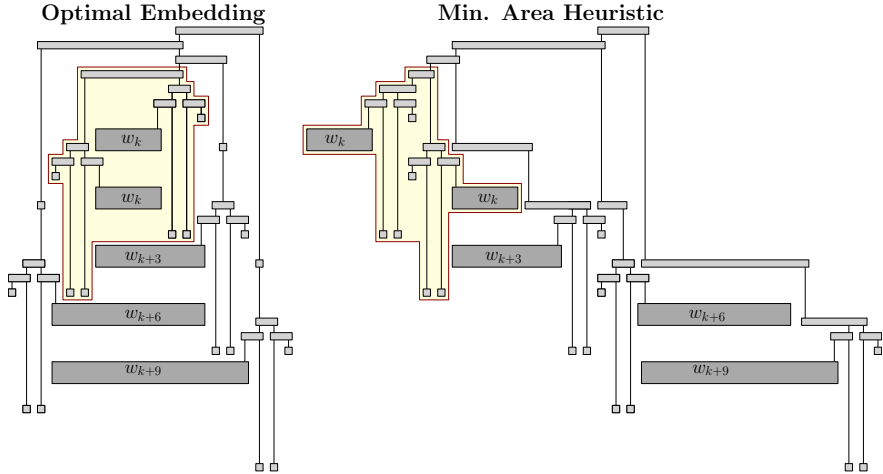 Optimal Embedding
w_k
w_k
w_{k+3}
w_{k+6}
w_{k+9}
Min. Area Heuristic
w_k
w_k
w_{k+3}
w_{k+6}
w_{k+9}